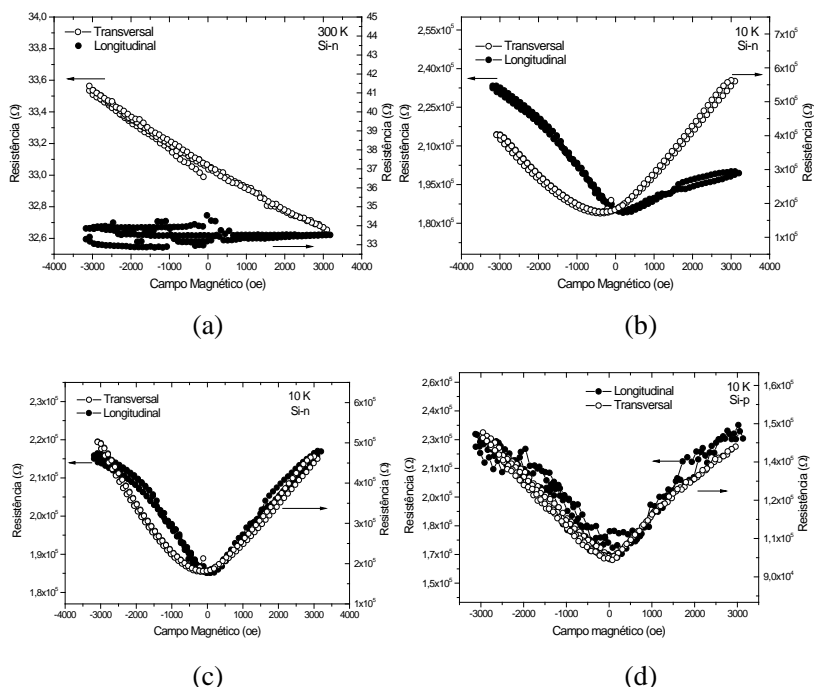 34,0
33,6
33,2
33,0
32,8
32,6
Resistência (Ω)
Transversal
Longitudinal
300 K
Si-n
45
44
43
42
41
40
39
38
37
36
35
34
33
Resistência (Ω)
-4000 -3000 -2000 -1000 0 1000 2000 3000 4000
Campo Magnético (oe)
(a)
2,55x10⁵
2,40x10⁵
2,25x10⁵
2,10x10⁵
1,95x10⁵
1,80x10⁵
Resistência (Ω)
Transversal
Longitudinal
10 K
Si-n
7x10⁵
6x10⁵
5x10⁵
4x10⁵
3x10⁵
2x10⁵
1x10⁵
Resistência (Ω)
-4000 -3000 -2000 -1000 0 1000 2000 3000 4000
Campo Magnético (oe)
(b)
2,3x10⁵
2,2x10⁵
2,1x10⁵
2,0x10⁵
1,9x10⁵
1,8x10⁵
Resistência (Ω)
Transversal
Longitudinal
10 K
Si-n
6x10⁵
5x10⁵
4x10⁵
3x10⁵
2x10⁵
1x10⁵
Resistência (Ω)
-4000 -3000 -2000 -1000 0 1000 2000 3000 4000
Campo Magnético (oe)
(c)
2,6x10⁵
2,4x10⁵
2,3x10⁵
2,1x10⁵
2,0x10⁵
1,8x10⁵
1,7x10⁵
1,5x10⁵
Resistência (Ω)
Longitudinal
Transversal
10 K
Si-p
1,6x10⁵
1,5x10⁵
1,4x10⁵
1,2x10⁵
1,1x10⁵
9,0x10⁴
Resistência (Ω)
-3000 -2000 -1000 0 1000 2000 3000
Campo magnético (oe)
(d)